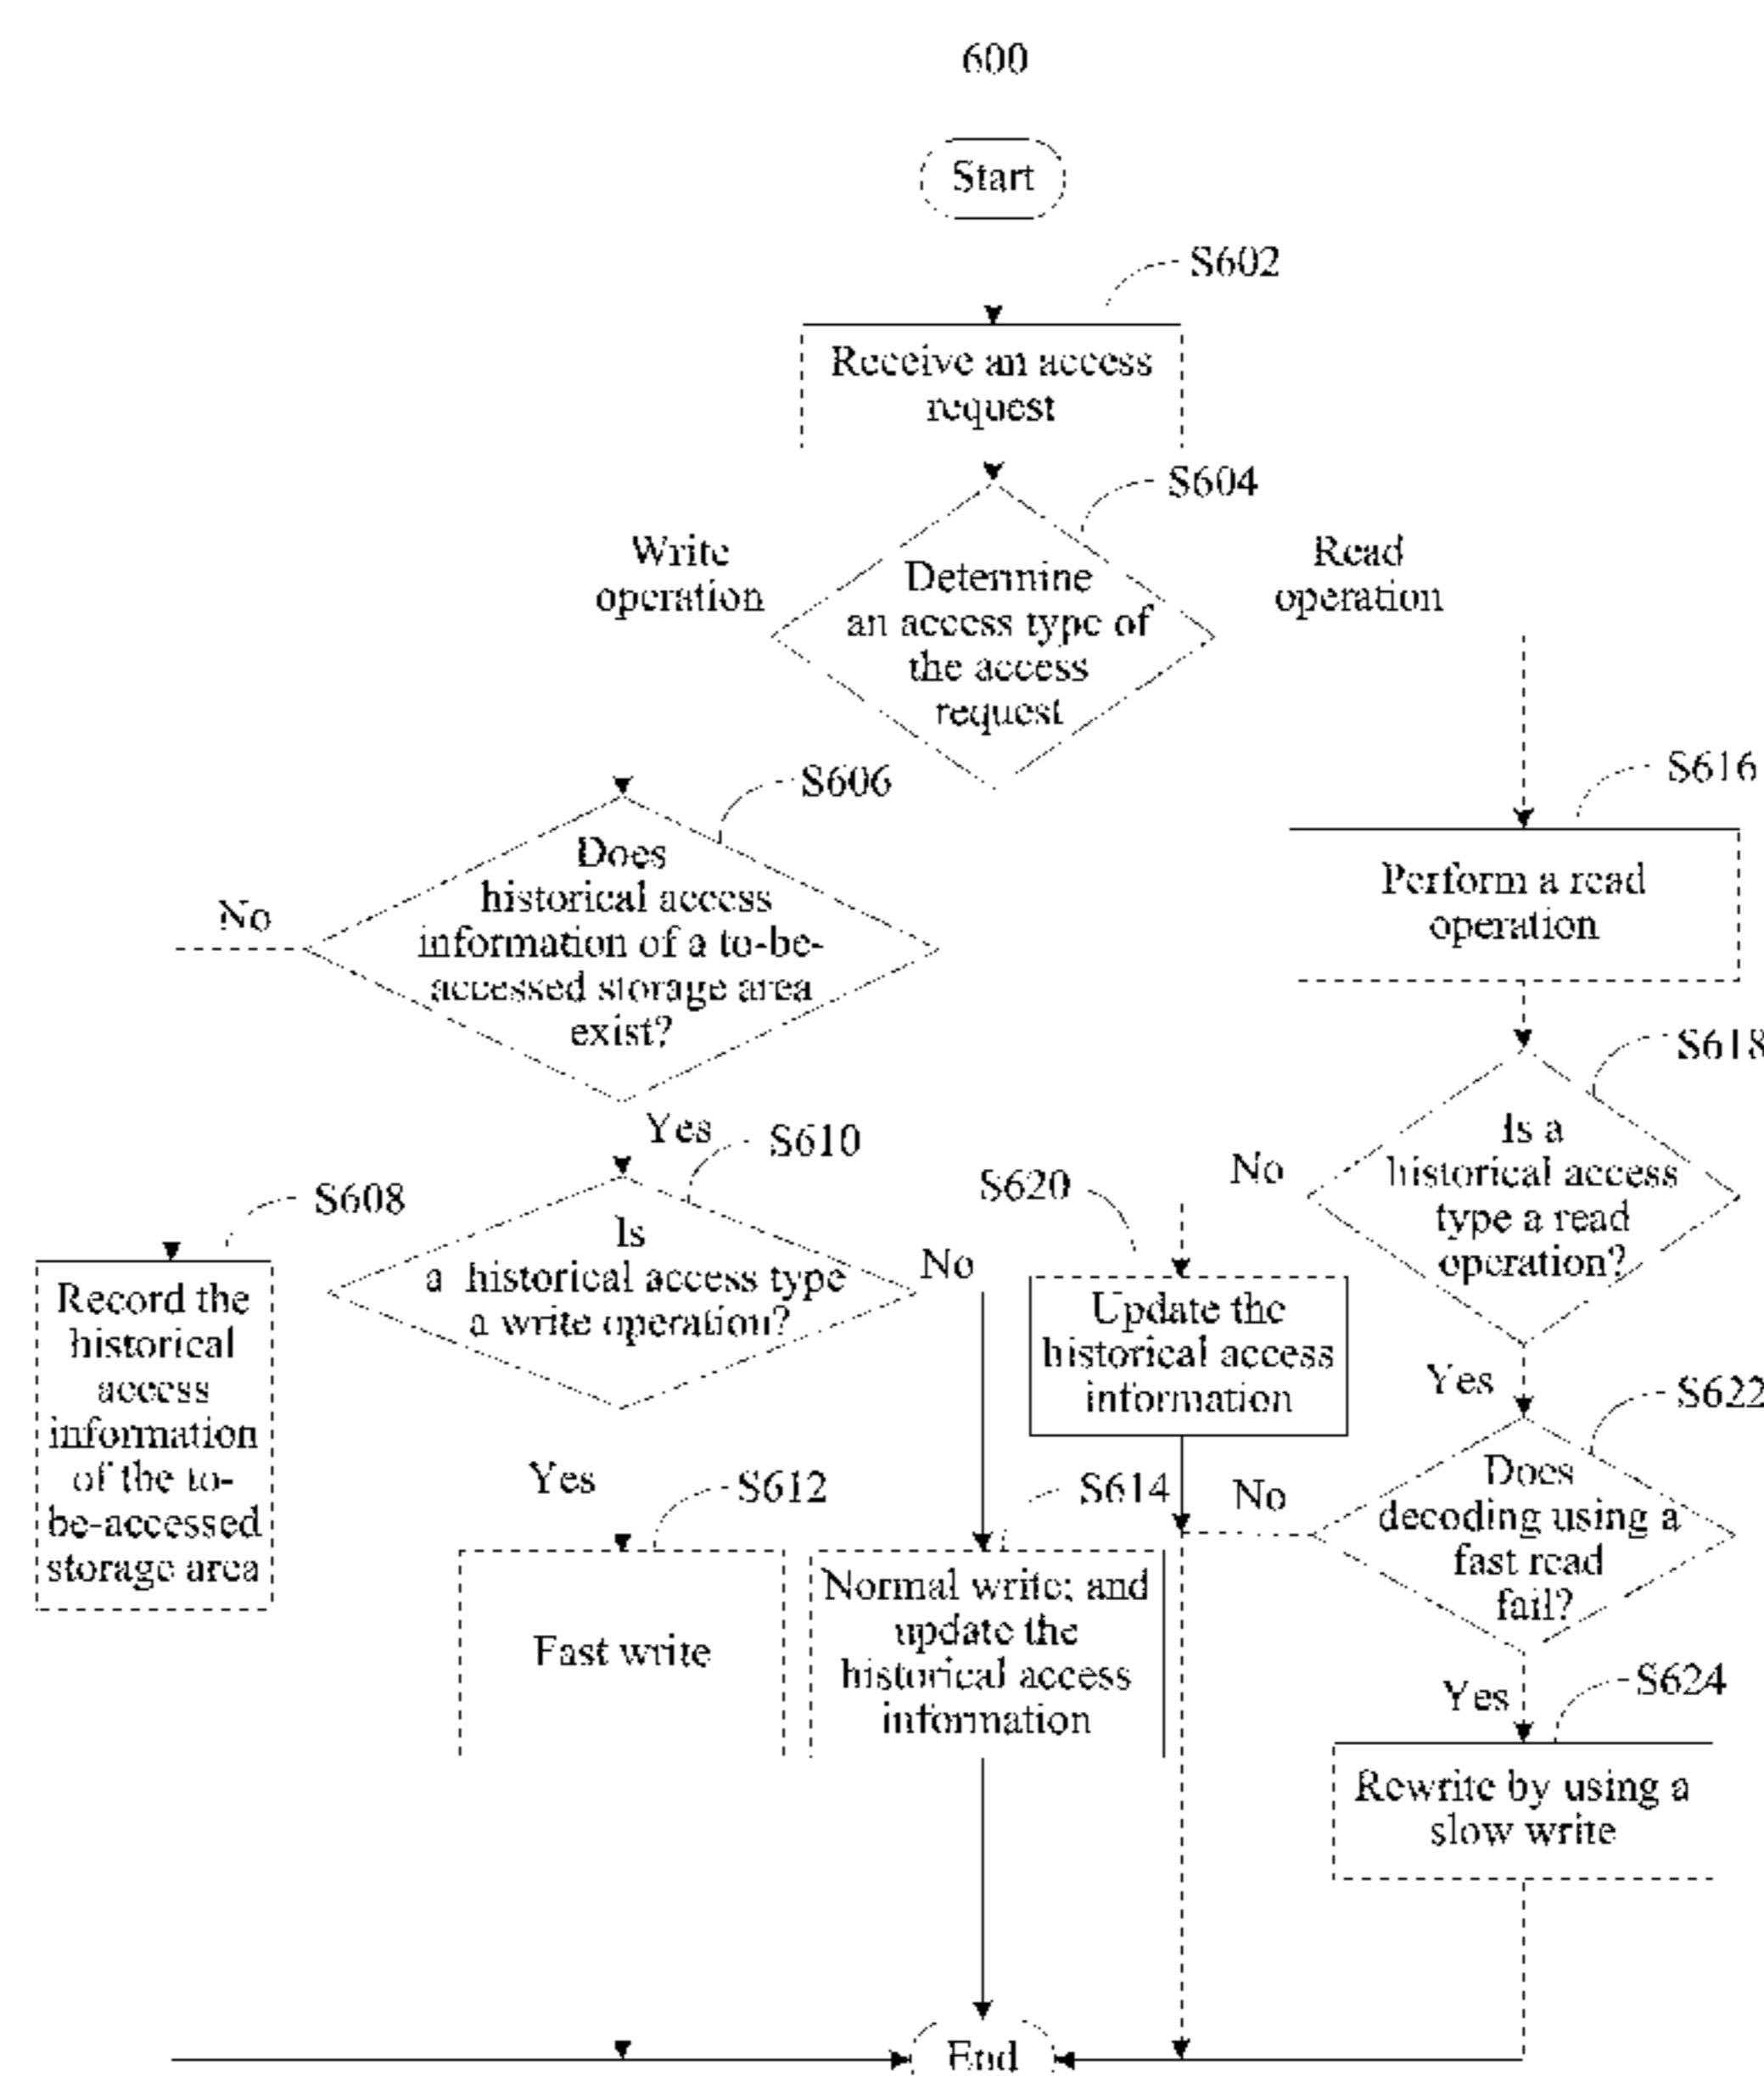 600
Start
S602
Receive an access
request
S604
Write
operation
Determine
an access type of
the access
request
Read
operation
S606
Does
historical access
information of a to-be-
accessed storage area
exist?
No
S616
Perform a read
operation
Yes
S618
Is a
historical access
type a read
operation?
No
S608
Record the
historical
access
information
of the to-
be-accessed
storage area
S610
Is
a historical access type
a write operation?
No
S620
Update the
historical access
information
Yes
S622
Does
decoding using a
fast read
fail?
No
Yes
S612
Fast write
S614
Normal write; and
update the
historical access
information
Yes
S624
Rewrite by using a
slow write
End